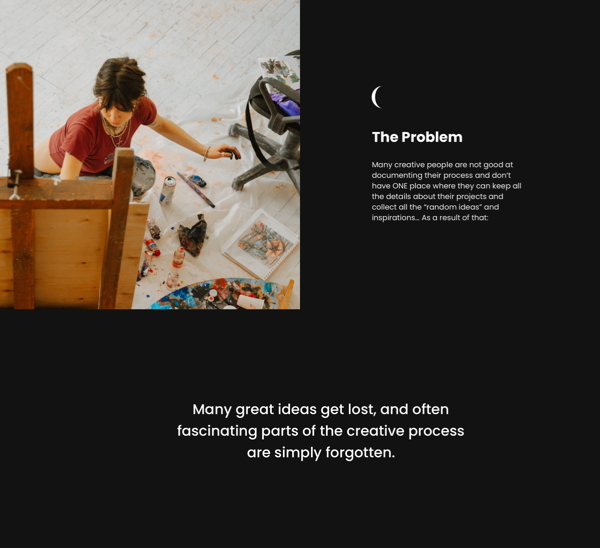 The Problem
Many creative people are not good at
documenting their process and don't
have ONE place where they can keep all
the details about their projects and
collect all the “random ideas” and
inspirations... As a result of that:
Many great ideas get lost, and often
fascinating parts of the creative process
are simply forgotten.